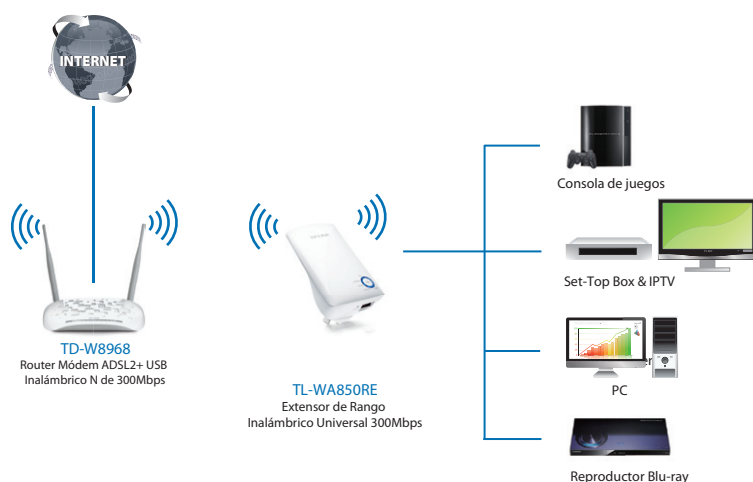 INTERNET
Consola de juegos
Set-Top Box & IPTV
TD-W8968
Router Módem ADSL2+ USB
Inalámbrico N de 300Mbps
TL-WA850RE
Extensor de Rango
Inalámbrico Universal 300Mbps
er
PC
Reproductor Blu-ray